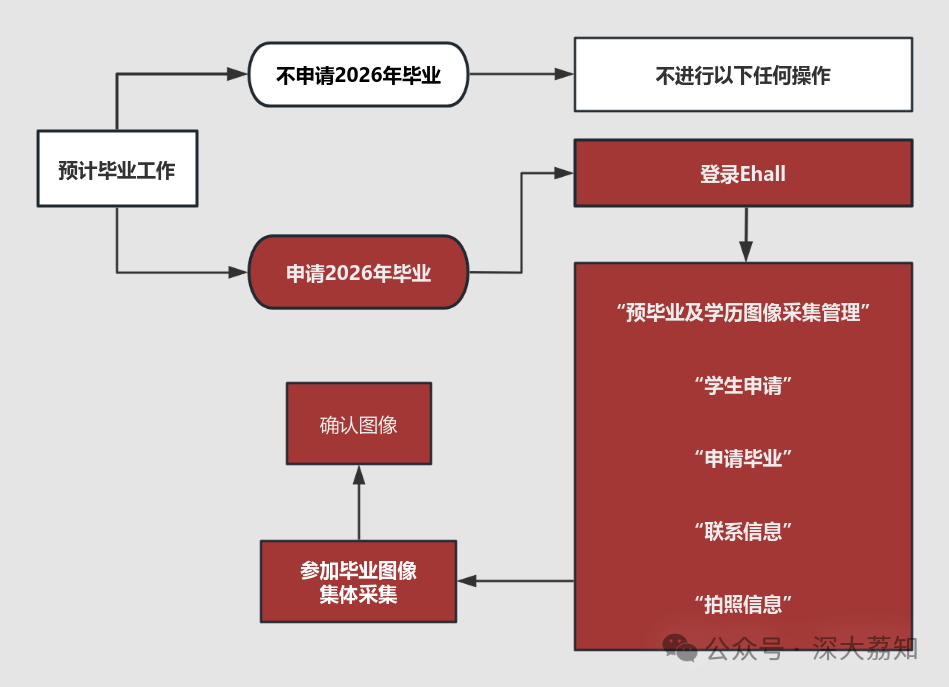 不申请2026年毕业
不进行以下任何操作
预计毕业工作
登录Ehall
申请2026年毕业
“预毕业及学历图像采集管理”
“学生申请”
“申请毕业”
“联系信息”
“拍照信息”
确认图像
参加毕业图像
集体采集
公众号·深大荔知